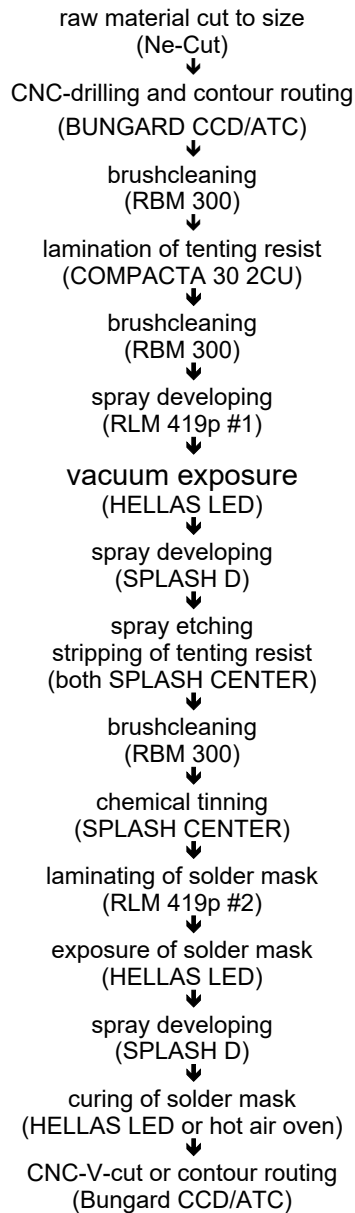 raw material cut to size
(Ne-Cut)
CNC-drilling and contour routing
(BUNGARD CCD/ATC)
brushcleaning
(RBM 300)
lamination of tenting resist
(COMPACTA 30 2CU)
brushcleaning
(RBM 300)
spray developing
(RLM 419p #1)
vacuum exposure
(HELLAS LED)
spray developing
(SPLASH D)
spray etching
stripping of tenting resist
(both SPLASH CENTER)
brushcleaning
(RBM 300)
chemical tinning
(SPLASH CENTER)
laminating of solder mask
(RLM 419p #2)
exposure of solder mask
(HELLAS LED)
spray developing
(SPLASH D)
curing of solder mask
(HELLAS LED or hot air oven)
CNC-V-cut or contour routing
(Bungard CCD/ATC)